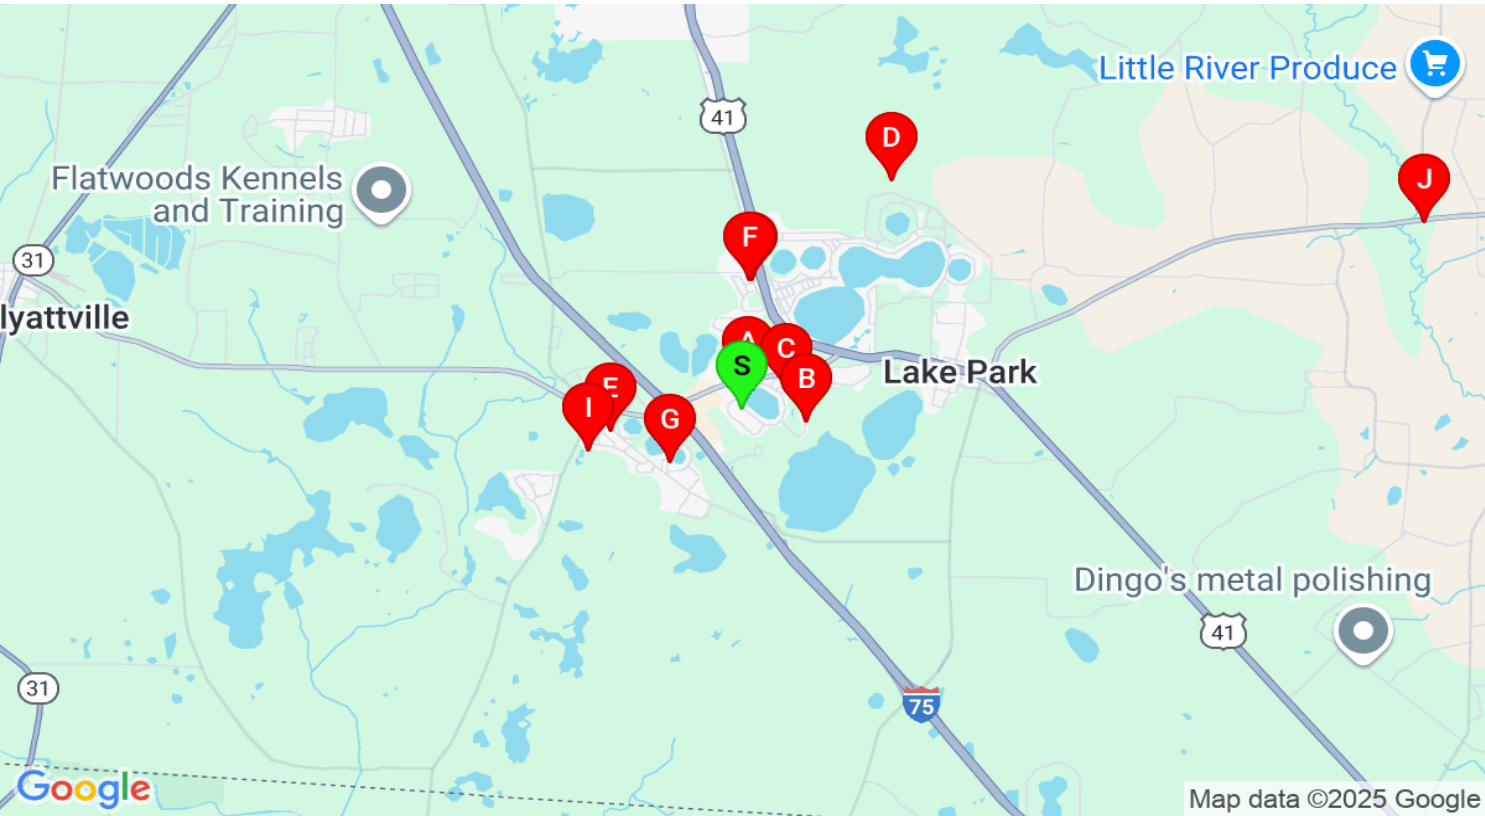 41
Little River Produce
D
Flatwoods Kennels
and Training
J
F
31
lyattville
A
C
S
B
Lake Park
E
I
G
Dingo's metal polishing
41
31
75
Google
Map data ©2025 Google